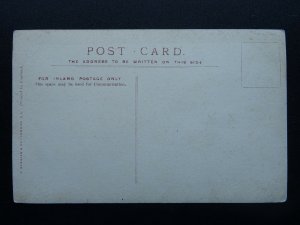 POST - CARD.
THE ADDRESS TO BE WRITTEN ON THIS SIDE
FOR INLAND POSTAGE ONLY
This space may be used for Communication.